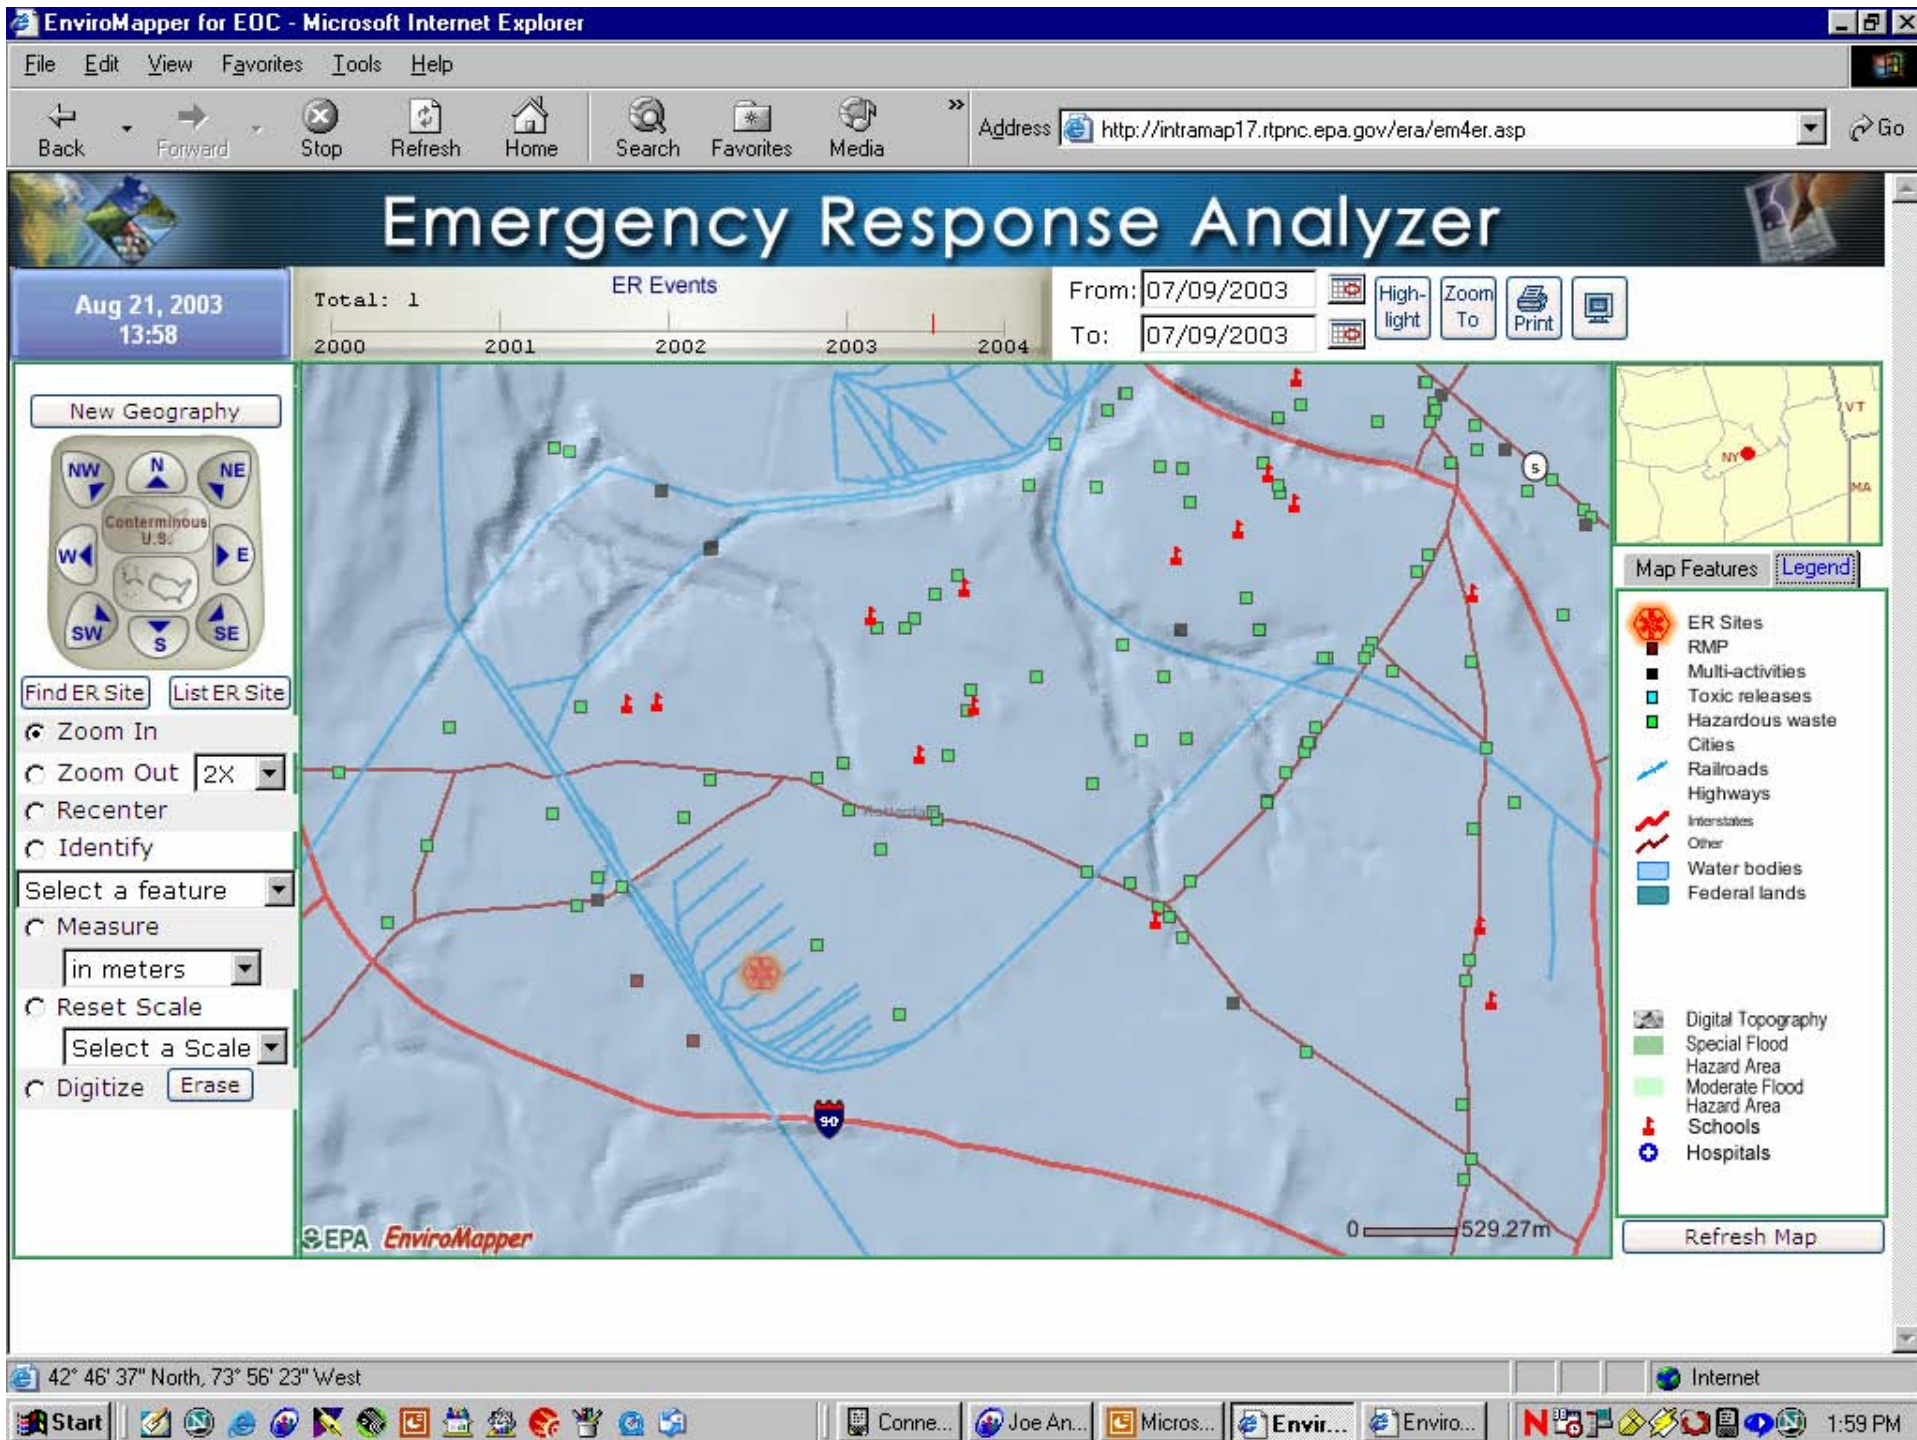 EnviroMapper for EOC - Microsoft Internet Explorer
File Edit View Favorites Tools Help
Back Forward Stop Refresh Home Search Favorites Media » Address http://intramap17.rtpnc.epa.gov/era/em4er.asp Go
Emergency Response Analyzer
Aug 21, 2003
13:58
Total: 1 ER Events
2000 2001 2002 2003 2004
From: 07/09/2003
To: 07/09/2003
High-light Zoom To Print
New Geography
NW N NE
Conterminous U.S.
W E
SW S SE
Find ER Site List ER Site
Zoom In
Zoom Out 2X
Recenter
Identify
Select a feature
Measure
in meters
Reset Scale
Select a Scale
Digitize Erase
5
Rotterdam
90
EPA EnviroMapper
0 529.27m
VT
NY
MA
Map Features Legend
ER Sites
RMP
Multi-activities
Toxic releases
Hazardous waste
Cities
Railroads
Highways
Interstates
Other
Water bodies
Federal lands
Digital Topography
Special Flood
Hazard Area
Moderate Flood
Hazard Area
Schools
Hospitals
Refresh Map
42° 46' 37" North, 73° 56' 23" West
Internet
Start Conne... Joe An... Micros... Envir... Enviro... 1:59 PM